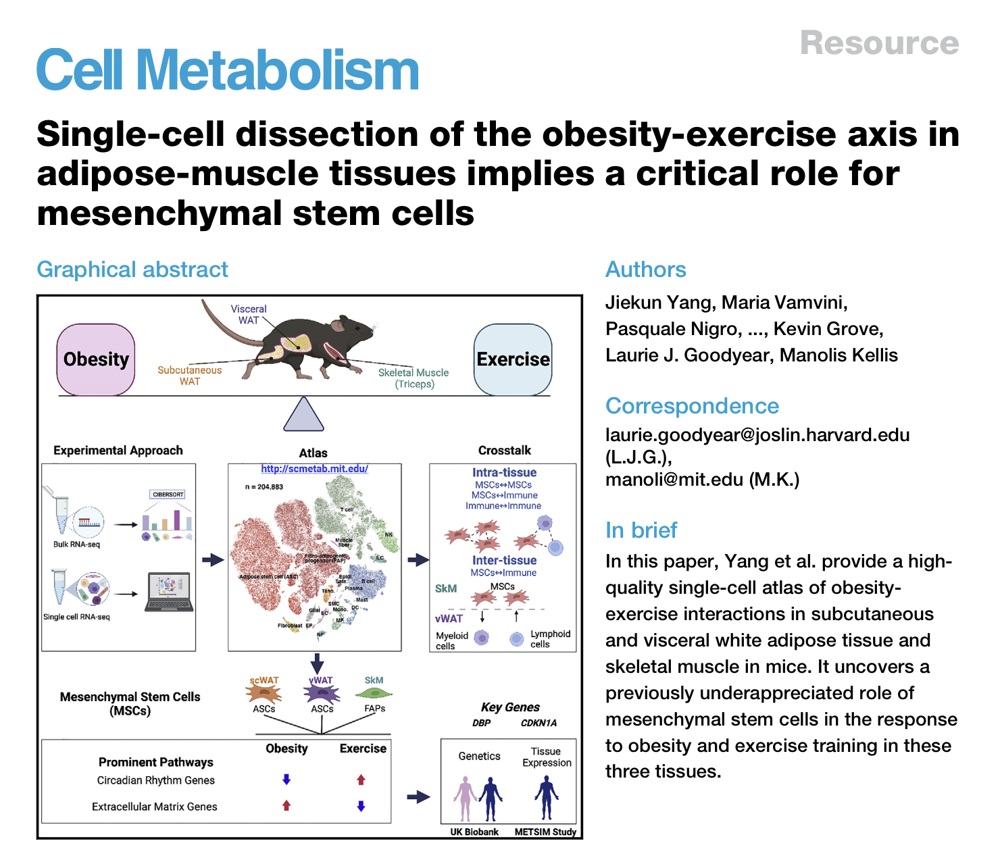 Resource
Cell Metabolism
Single-cell dissection of the obesity-exercise axis in
adipose-muscle tissues implies a critical role for
mesenchymal stem cells
Graphical abstract
Visceral
WAT
Obesity
Exercise
Subcutaneous
WAT
Skeletal Muscle
(Triceps)
Experimental Approach
CIBERSORT
Bulk RNA-seq
Single cell RNA-seq
Atlas
http://scmetab.mit.edu/
n = 204,883
T cell
NK
Muscle
fiber
Fibro-adipogenic
progenitor (FAP)
ILC
Adipose stem cell (ASC)
Epidi.
Sate.
B cell
Plasma
Teno.
Mast
SMC
DC
Glial
EC
Mono.
MP
Fibroblast
EP
NP
Crosstalk
Intra-tissue
MSCs↔MSCs
MSCs↔Immune
Immune↔Immune
Inter-tissue
MSCs↔Immune
SkM
MSCs
vWAT
Myeloid
cells
Lymphoid
cells
Mesenchymal Stem Cells
(MSCs)
scWAT
vWAT
SkM
ASCs
ASCs
FAPs
Obesity
Exercise
Prominent Pathways
Circadian Rhythm Genes
Extracellular Matrix Genes
Key Genes
DBP
CDKN1A
Genetics
Tissue
Expression
UK Biobank
METSIM Study
Authors
Jiekun Yang, Maria Vamvini,
Pasquale Nigro, ..., Kevin Grove,
Laurie J. Goodyear, Manolis Kellis
Correspondence
laurie.goodyear@joslin.harvard.edu
(L.J.G.),
manoli@mit.edu (M.K.)
In brief
In this paper, Yang et al. provide a high-
quality single-cell atlas of obesity-
exercise interactions in subcutaneous
and visceral white adipose tissue and
skeletal muscle in mice. It uncovers a
previously underappreciated role of
mesenchymal stem cells in the response
to obesity and exercise training in these
three tissues.